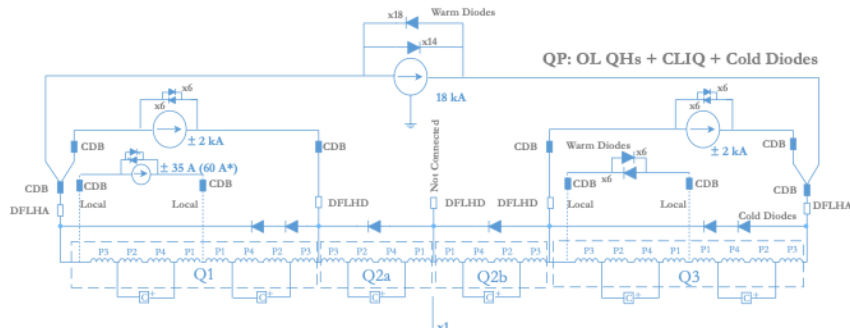 x18
Warm Diodes
x14
QP: OL QHs + CLIQ + Cold Diodes
18 kA
x6
x6
± 2 kA
x6
x6
± 2 kA
CDB
CDB
Not Connected
CDB
CDB
Warm Diodes
x6
x6
± 35 A (60 A*)
CDB
CDB
CDB
CDB
CDB
CDB
DFLHA
Local
Local
DFLHD
DFLHD
DFLHD
Local
Local
DFLHA
Cold Diodes
P3 P2 P4 P1 P1 P4 P2 P3 P3 P2 P4 P1 P1 P4 P2 P3 P3 P2 P4 P1 P1 P4 P2 P3
Q1 Q2a Q2b Q3
C+ C+ C+ C+ C+ C+
x1